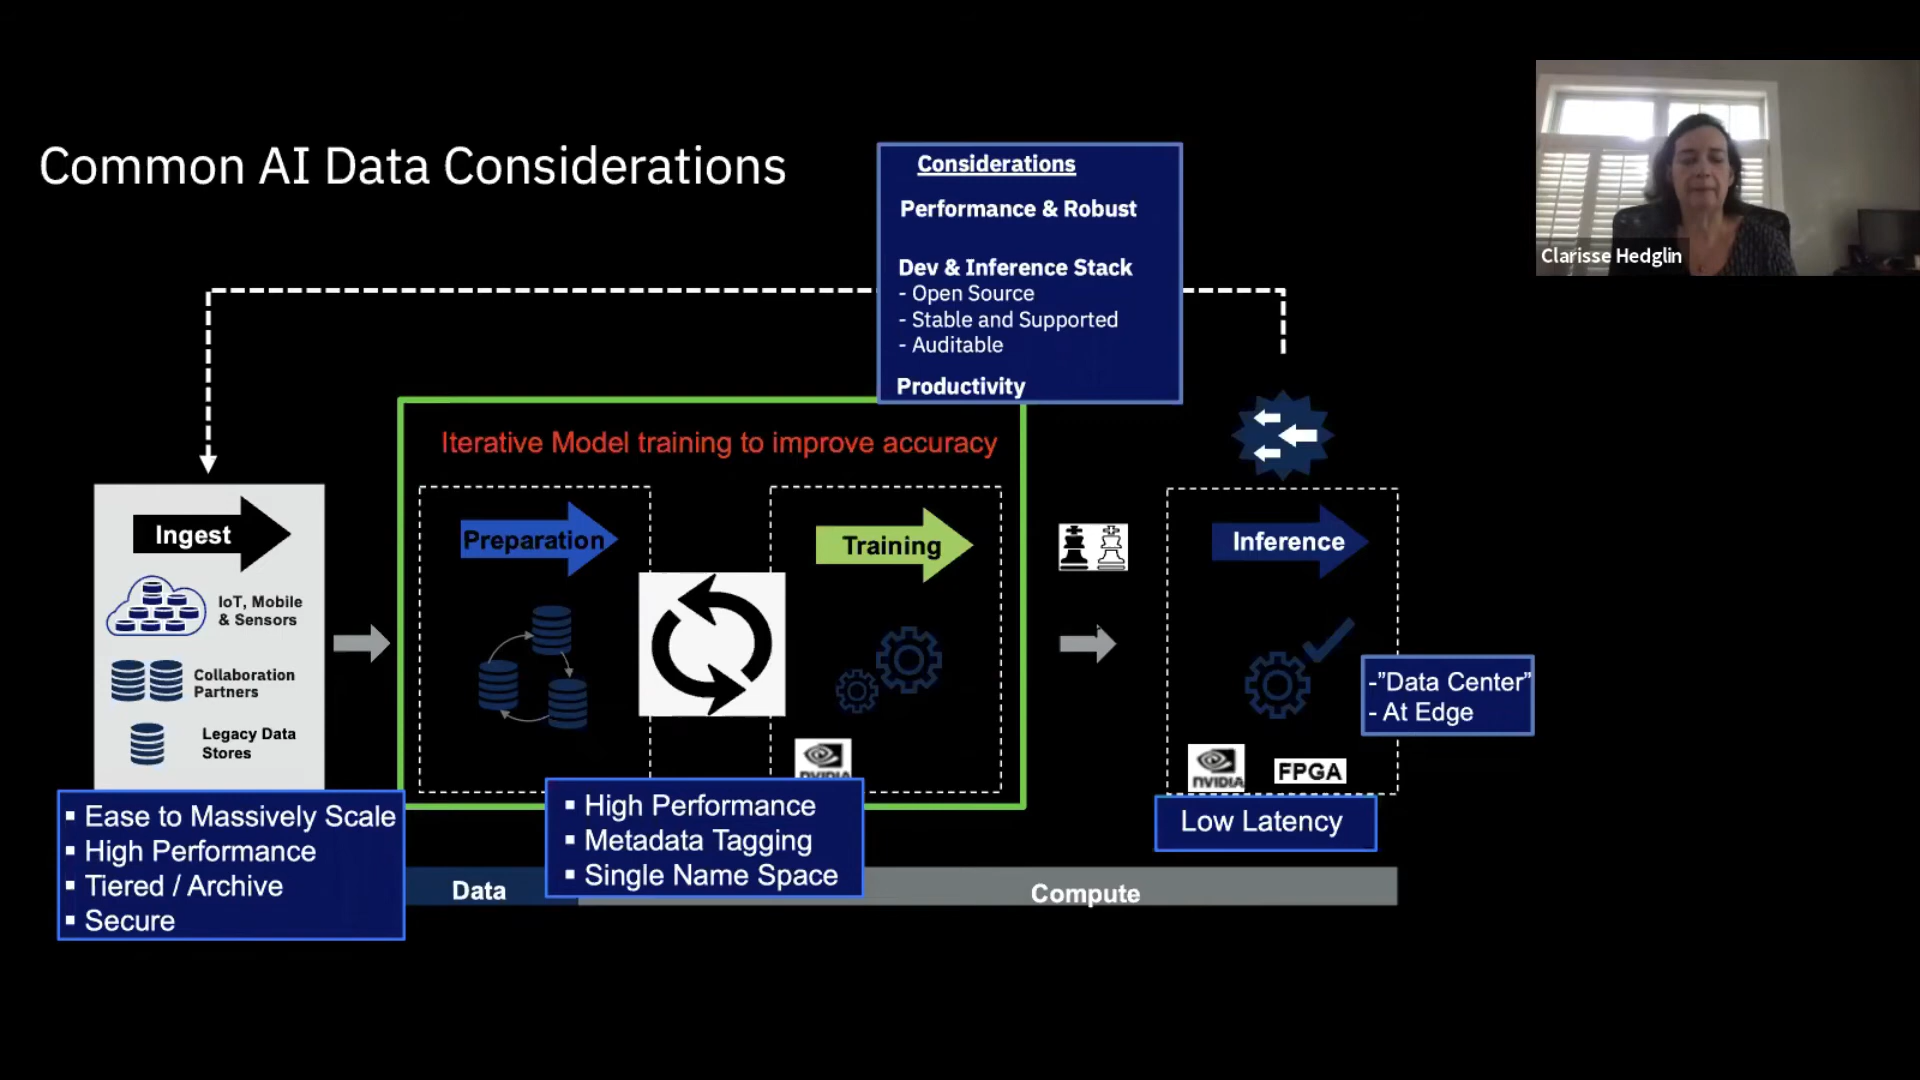 Common AI Data Considerations
Considerations
Performance & Robust
Dev & Inference Stack
- Open Source
- Stable and Supported
- Auditable
Productivity
Clarisse Hedglin
Iterative Model training to improve accuracy
Ingest
IoT, Mobile
& Sensors
Collaboration
Partners
Legacy Data
Stores
Preparation
Training
NVIDIA
Inference
-"Data Center"
- At Edge
NVIDIA
FPGA
▪ Ease to Massively Scale
▪ High Performance
▪ Tiered / Archive
▪ Secure
▪ High Performance
▪ Metadata Tagging
▪ Single Name Space
Low Latency
Data
Compute